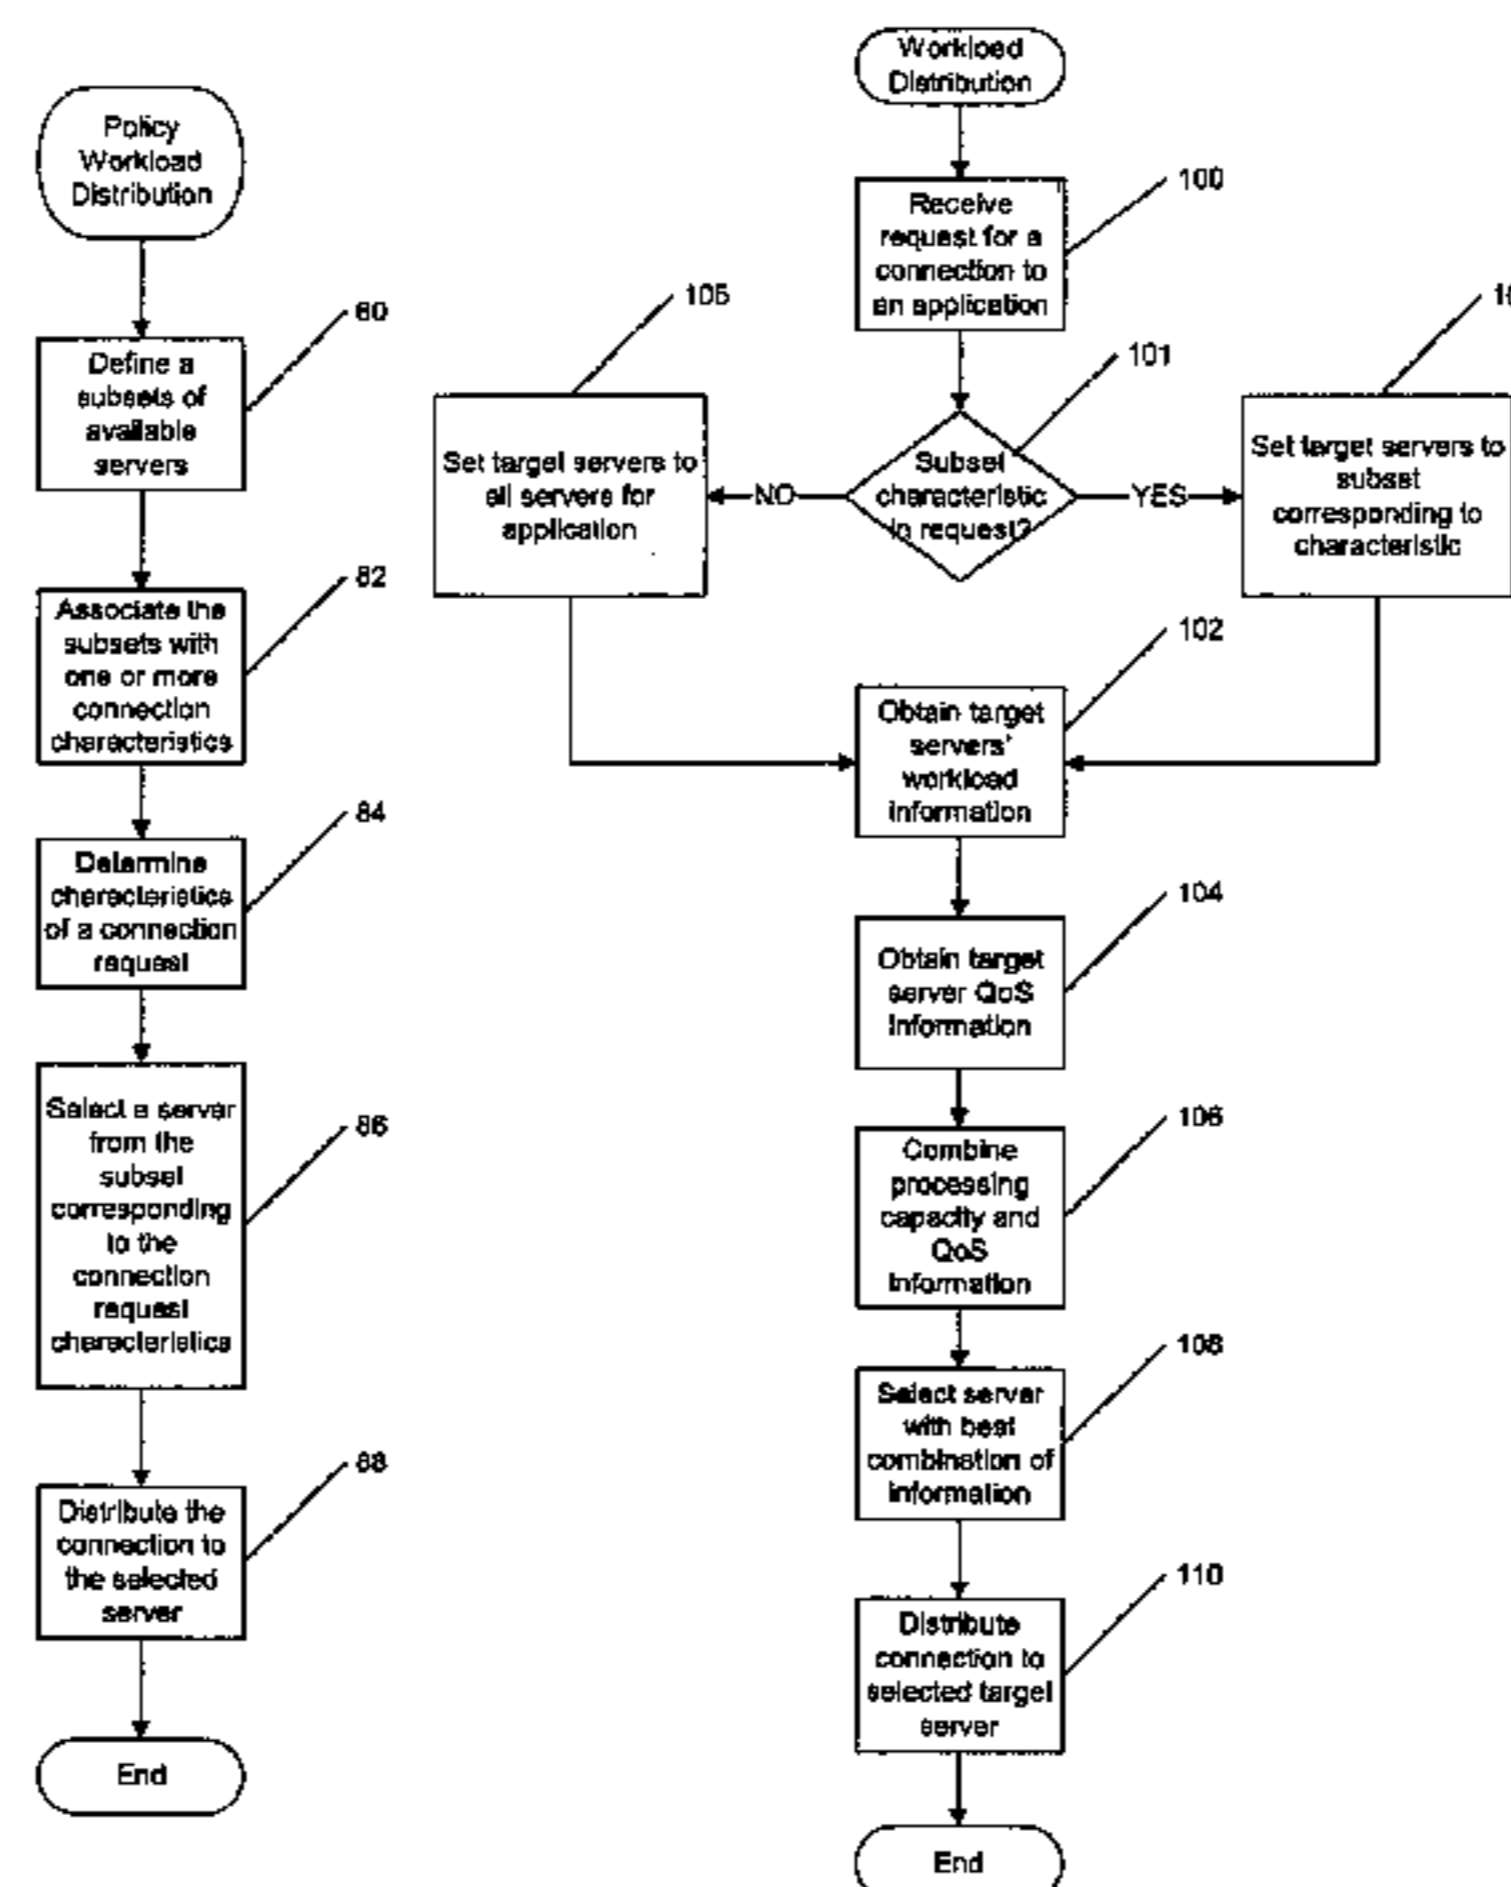 Policy
Workload
Distribution
80
Define a
subsets of
available
servers
82
Associate the
subsets with
one or more
connection
characteristics
84
Determine
characteristics
of a connection
request
86
Select a server
from the
subset
corresponding
to the
connection
request
characteristics
88
Distribute the
connection to
the selected
server
End
Workload
Distribution
100
Receive
request for a
connection to
an application
101
Subset
characteristic
in request?
NO
YES
105
Set target servers to
all servers for
application
Set target servers to
subset
corresponding to
characteristic
102
Obtain target
servers'
workload
information
104
Obtain target
server QoS
information
106
Combine
processing
capacity and
QoS
information
108
Select server
with best
combination of
information
110
Distribute
connection to
selected target
server
End